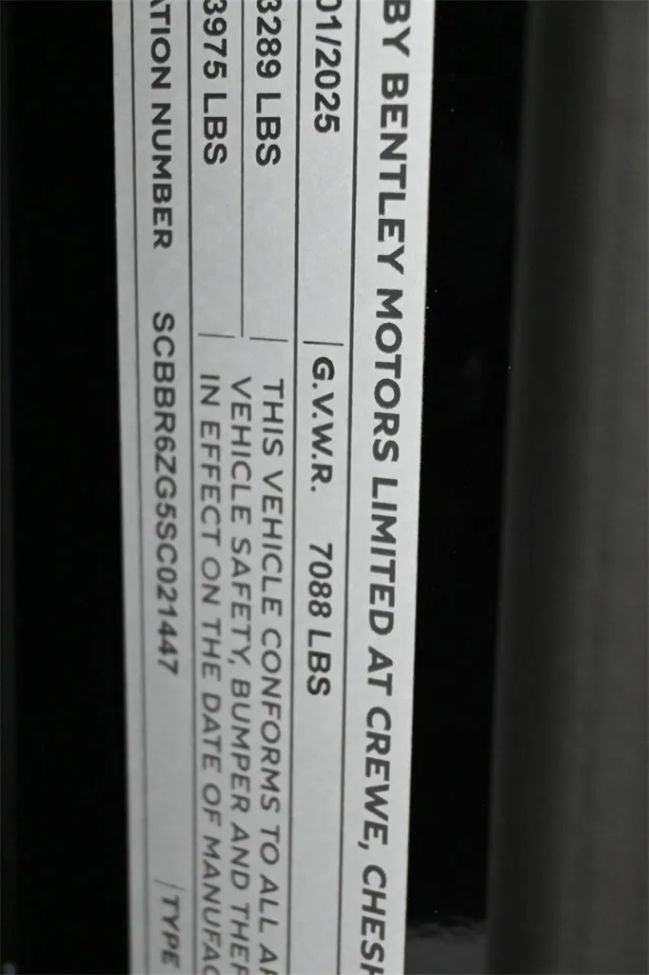 BY BENTLEY MOTORS LIMITED AT CREWE,
01/2025 G.V.W.R. 7088 LBS
3289 LBS THIS VEHICLE CONFORMS TO ALL
3975 LBS VEHICLE SAFETY, BUMPER AND
IN EFFECT ON THE DATE OF
NUMBER SCBBR6ZG5SC021447 TYPE